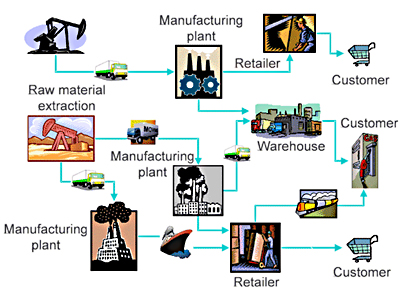 Manufacturing
plant
Retailer
Customer
Raw material
extraction
Manufacturing
plant
Warehouse
Customer
Manufacturing
plant
Retailer
Customer